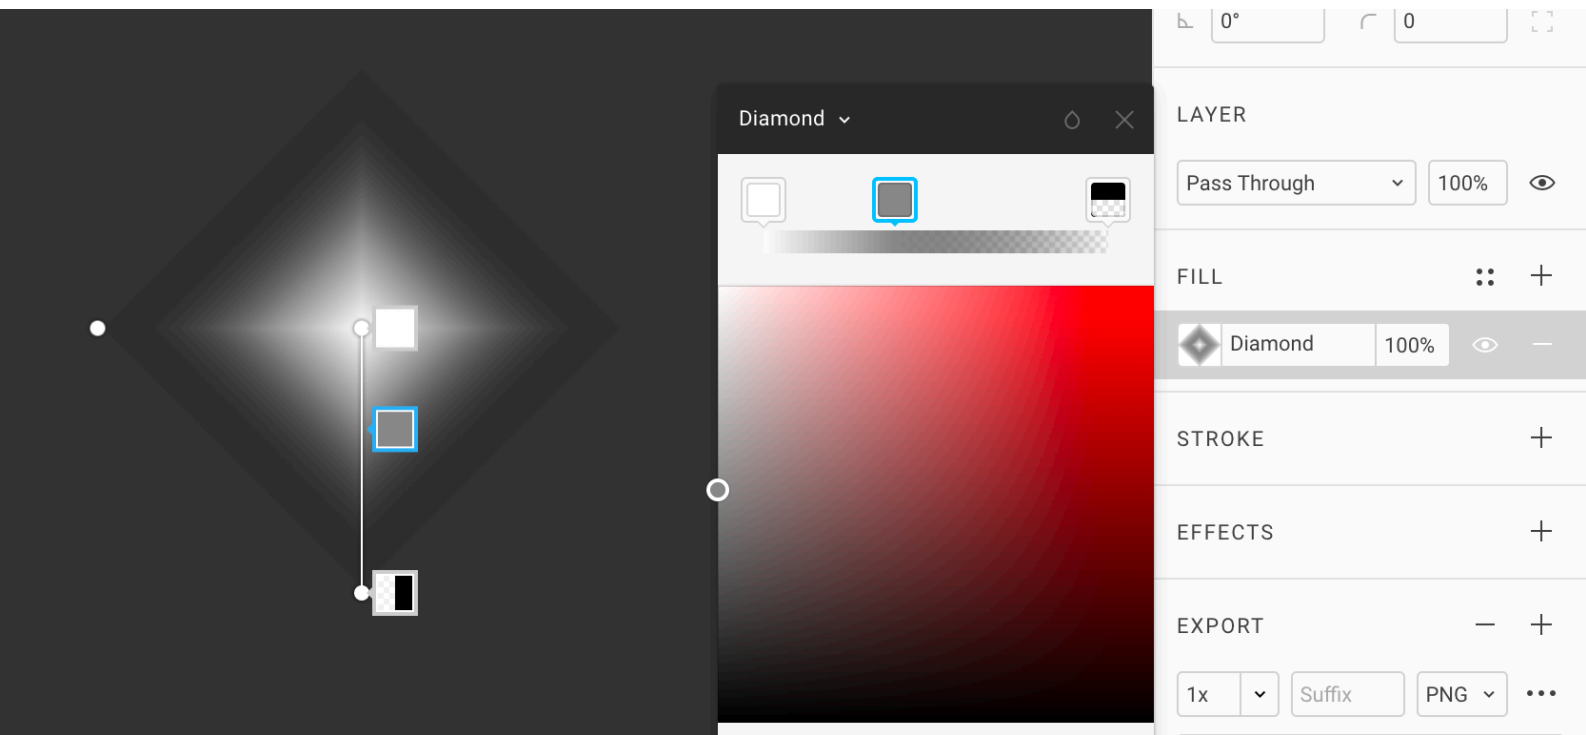 0° 0
Diamond
LAYER
Pass Through 100%
FILL
Diamond 100%
STROKE
EFFECTS
EXPORT
1x Suffix PNG